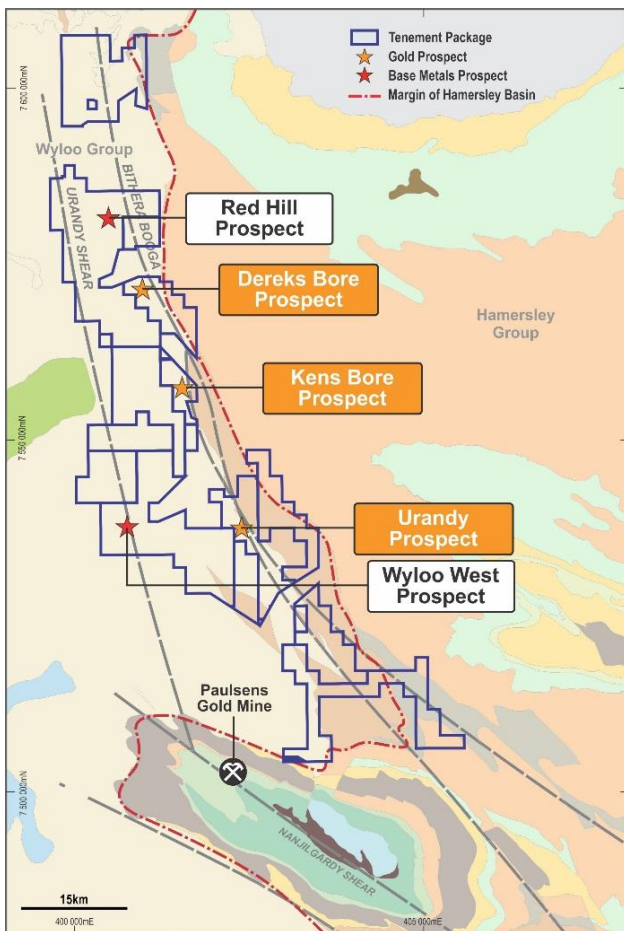 Tenement Package
Gold Prospect
Base Metals Prospect
Margin of Hamersley Basin
7 600 000mN
Wyloo Group
BITHERA BOOGA
URANDY SHEAR
Red Hill
Prospect
Dereks Bore
Prospect
Hamersley
Group
Kens Bore
Prospect
7 550 000mN
Urandy
Prospect
Wyloo West
Prospect
Paulsens
Gold Mine
7 500 000mN
NANJILGARDY SHEAR
15km
400 000mE
405 000mE